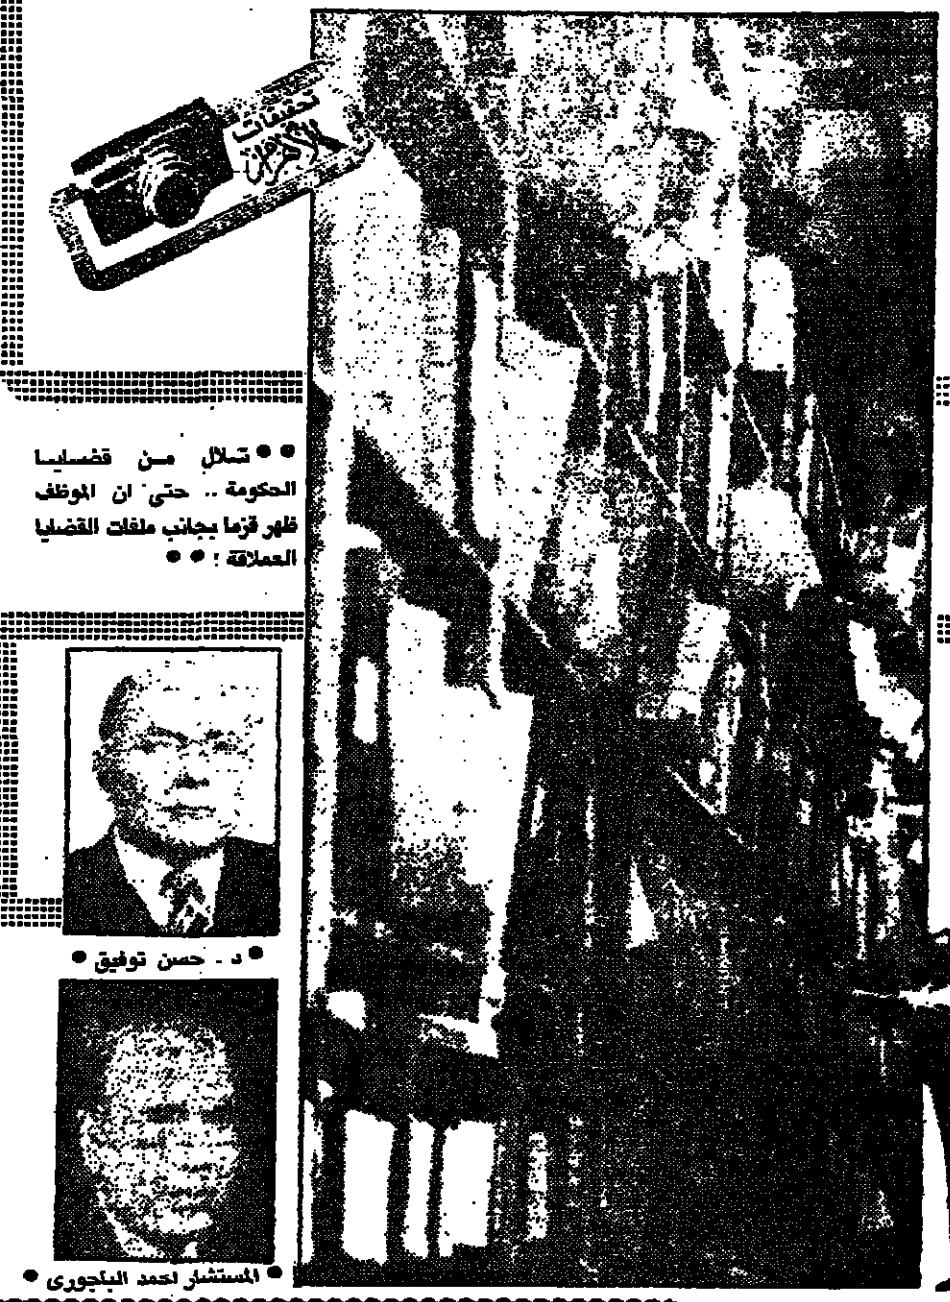 تحقيقات
الأهرام
●● تلال من قضايا
الحكومة .. حتى ان الموظف
ظهر قزما بجانب ملفات القضايا
العملاقة ! ●●
● د . حسن توفيق ●
● المستشار احمد الباجورى ●